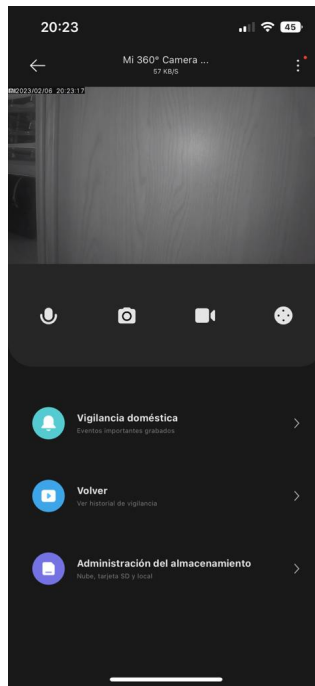 20:23
45
Mi 360° Camera ...
57 KB/S
2023/02/06 20:23:17
Vigilancia doméstica
Eventos importantes grabados
Volver
Ver historial de vigilancia
Administración del almacenamiento
Nube, tarjeta SD y local